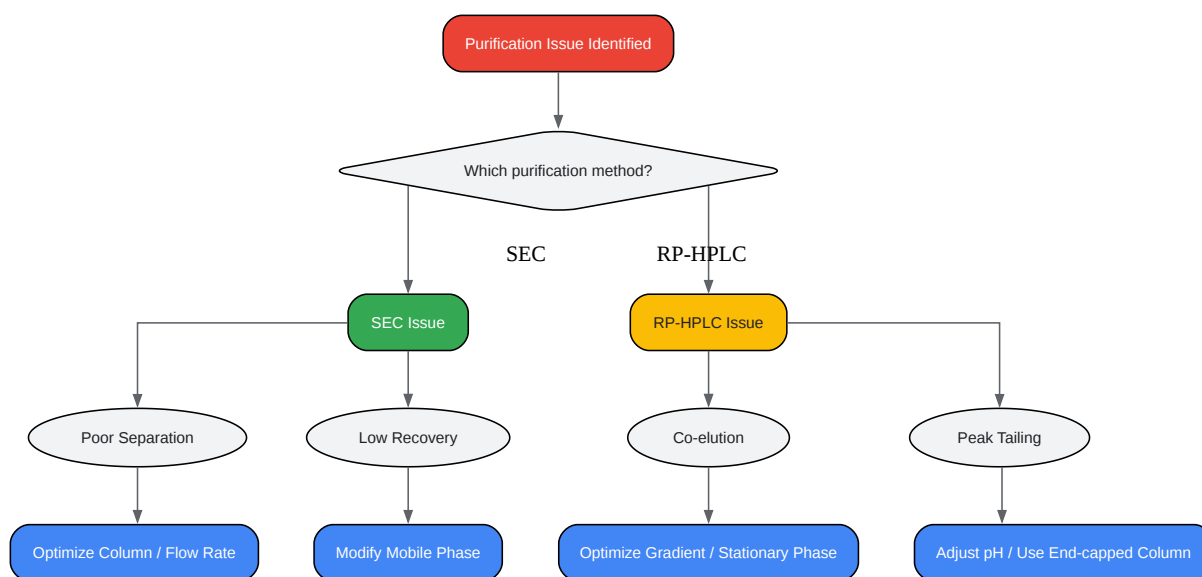 Purification Issue Identified
Which purification method?
SEC
RP-HPLC
SEC Issue
RP-HPLC Issue
Poor Separation
Low Recovery
Co-elution
Peak Tailing
Optimize Column / Flow Rate
Modify Mobile Phase
Optimize Gradient / Stationary Phase
Adjust pH / Use End-capped Column